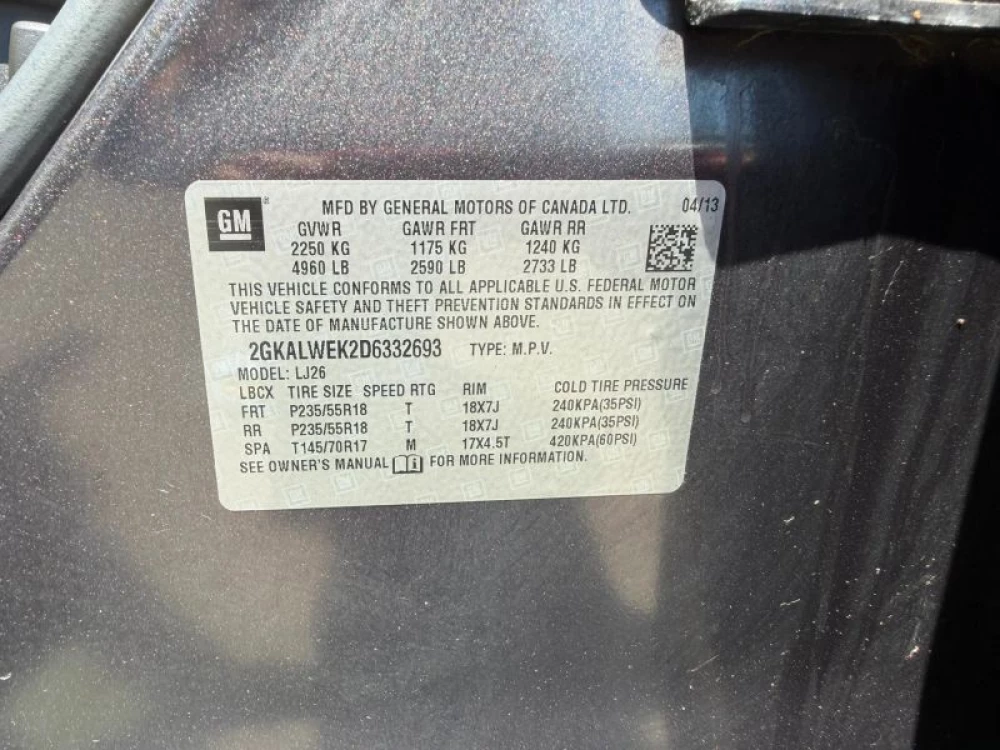 GM ® MFD BY GENERAL MOTORS OF CANADA LTD. 04/13
GVWR GAWR FRT GAWR RR
2250 KG 1175 KG 1240 KG
4960 LB 2590 LB 2733 LB
THIS VEHICLE CONFORMS TO ALL APPLICABLE U.S. FEDERAL MOTOR
VEHICLE SAFETY AND THEFT PREVENTION STANDARDS IN EFFECT ON
THE DATE OF MANUFACTURE SHOWN ABOVE.
2GKALWEK2D6332693 TYPE: M.P.V.
MODEL: LJ26
LBCX TIRE SIZE SPEED RTG RIM COLD TIRE PRESSURE
FRT P235/55R18 T 18X7J 240KPA(35PSI)
RR P235/55R18 T 18X7J 240KPA(35PSI)
SPA T145/70R17 M 17X4.5T 420KPA(60PSI)
SEE OWNER'S MANUAL i FOR MORE INFORMATION.